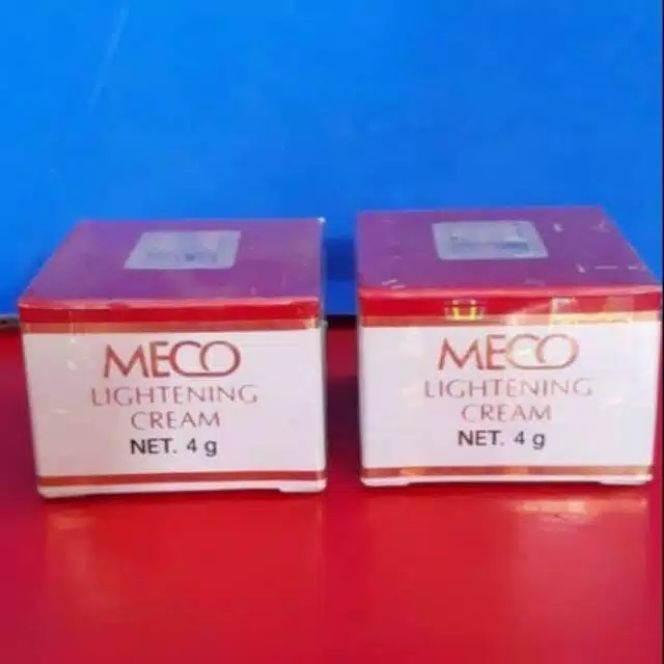 MECO
LIGHTENING
CREAM
NET. 4 g
MECO
LIGHTENING
CREAM
NET. 4 g